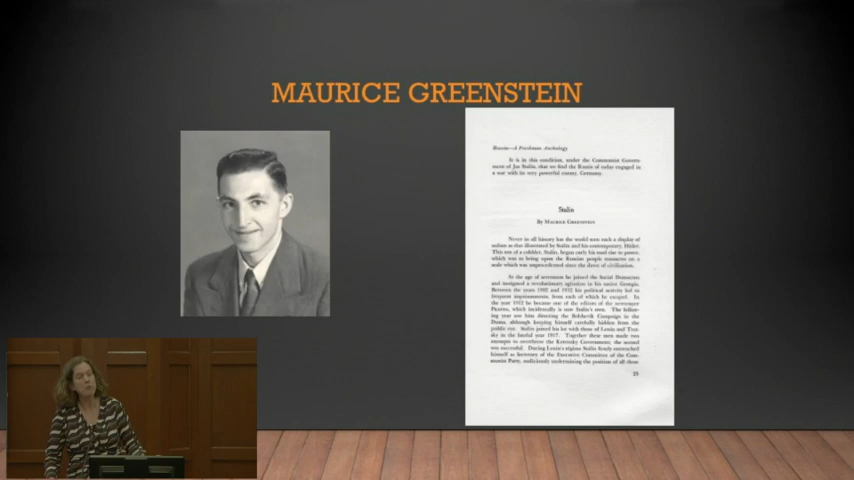 MAURICE GREENSTEIN
Russia—A Freshman Anthology
It is in this condition, under the Communist Govern-
ment of Joe Stalin, that we find the Russia of today engaged in
a war with its very powerful enemy, Germany.
Stalin
By Maurice Greenstein
Never in all history has the world seen such a display of
sadism as that illustrated by Stalin and his contemporary, Hitler.
This son of a cobbler, Stalin, began early his road rise to power,
which was to bring upon the Russian people massacres on a
scale which was unprecedented since the dawn of civilization.
At the age of seventeen he joined the Social Democrats
and instigated a revolutionary agitation in his native Georgia.
Between the years 1902 and 1912 his political activity led to
frequent imprisonments, from each of which he escaped. In
the year 1912 he became one of the editors of the newspaper
Pravda, which incidentally is now Stalin's own. The follow-
ing year saw him directing the Bolshevik Campaign in the
Duma, although keeping himself carefully hidden from the
public eye. Stalin joined his lot with those of Lenin and Trot-
sky in the fateful year 1917. Together these men made two
attempts to overthrow the Kerensky Government; the second
was successful. During Lenin's régime Stalin firmly entrenched
himself as Secretary of the Executive Committee of the Com-
munist Party, sufficiently undermining the position of all those